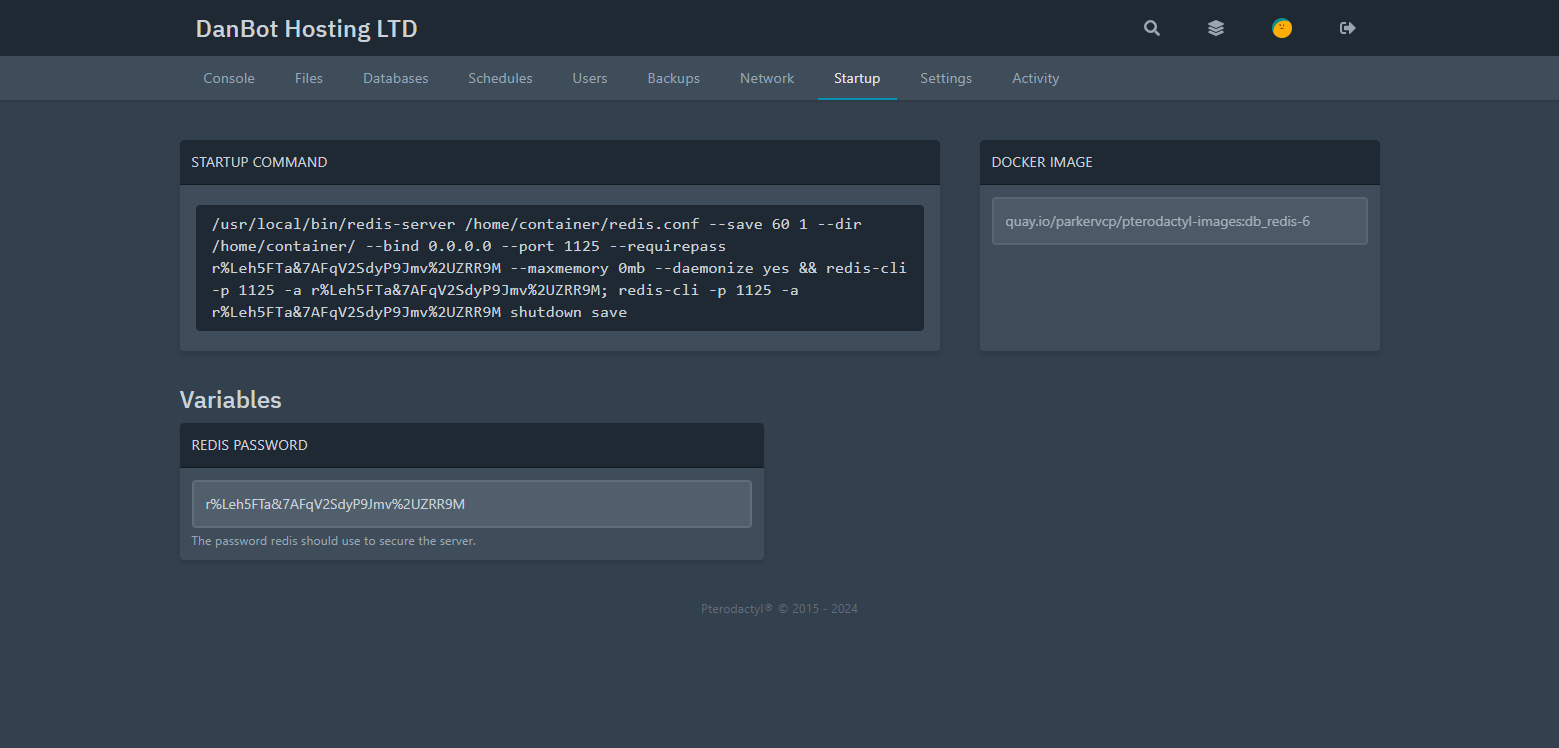 DanBot Hosting LTD
Console Files Databases Schedules Users Backups Network Startup Settings Activity
STARTUP COMMAND
/usr/local/bin/redis-server /home/container/redis.conf --save 60 1 --dir
/home/container/ --bind 0.0.0.0 --port 1125 --requirepass
r%Leh5FTa&7AFqV2SdyP9Jmv%2UZRR9M --maxmemory 0mb --daemonize yes && redis-cli
-p 1125 -a r%Leh5FTa&7AFqV2SdyP9Jmv%2UZRR9M; redis-cli -p 1125 -a
r%Leh5FTa&7AFqV2SdyP9Jmv%2UZRR9M shutdown save
DOCKER IMAGE
quay.io/parkervcp/pterodactyl-images:db_redis-6
Variables
REDIS PASSWORD
r%Leh5FTa&7AFqV2SdyP9Jmv%2UZRR9M
The password redis should use to secure the server.
Pterodactyl® © 2015 - 2024